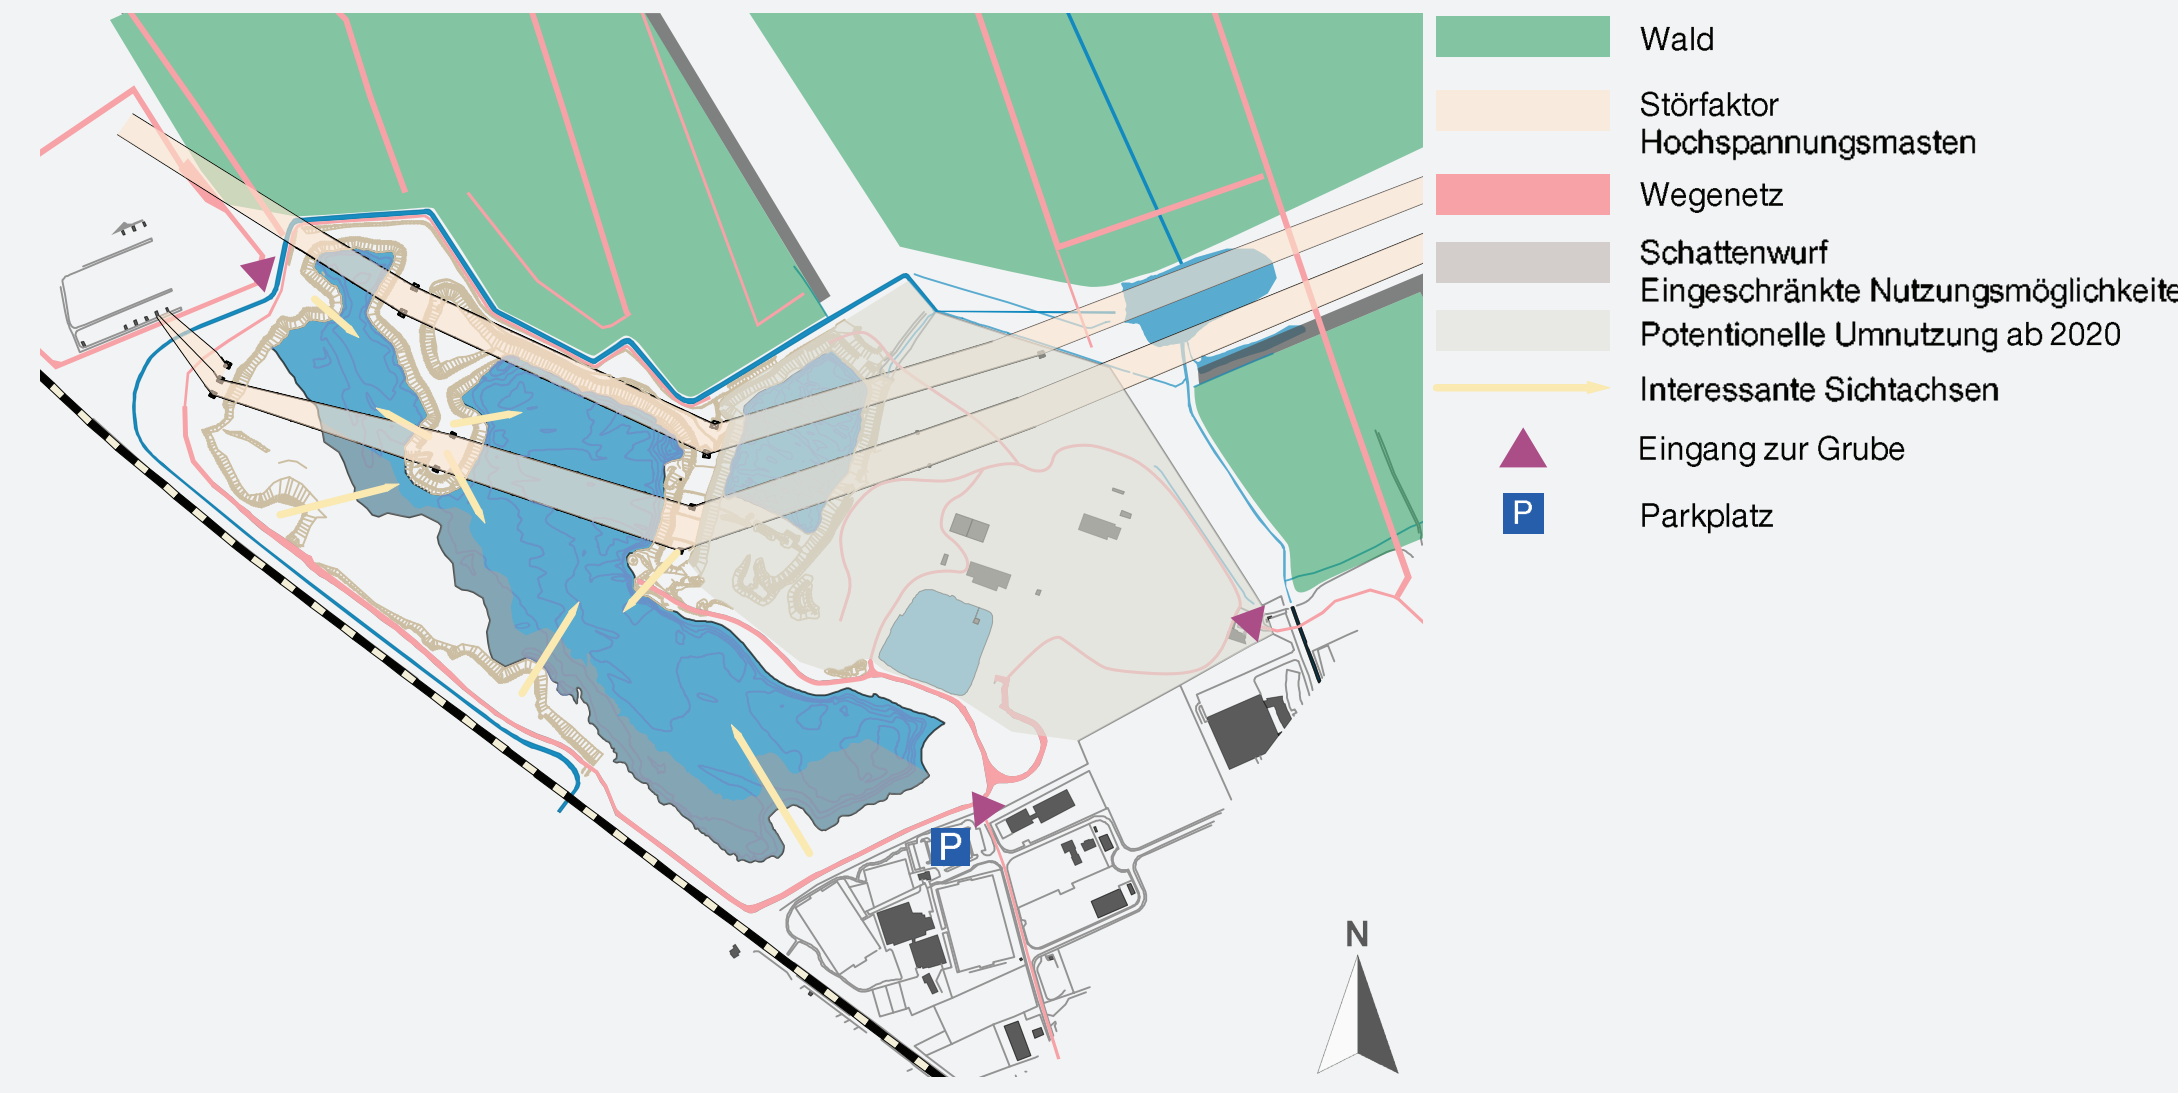 Wald
Störfaktor
Hochspannungsmasten
Wegenetz
Schattenwurf
Eingeschränkte Nutzungsmöglichkeite
Potentionelle Umnutzung ab 2020
Interessante Sichtachsen
Eingang zur Grube
P Parkplatz
P
N